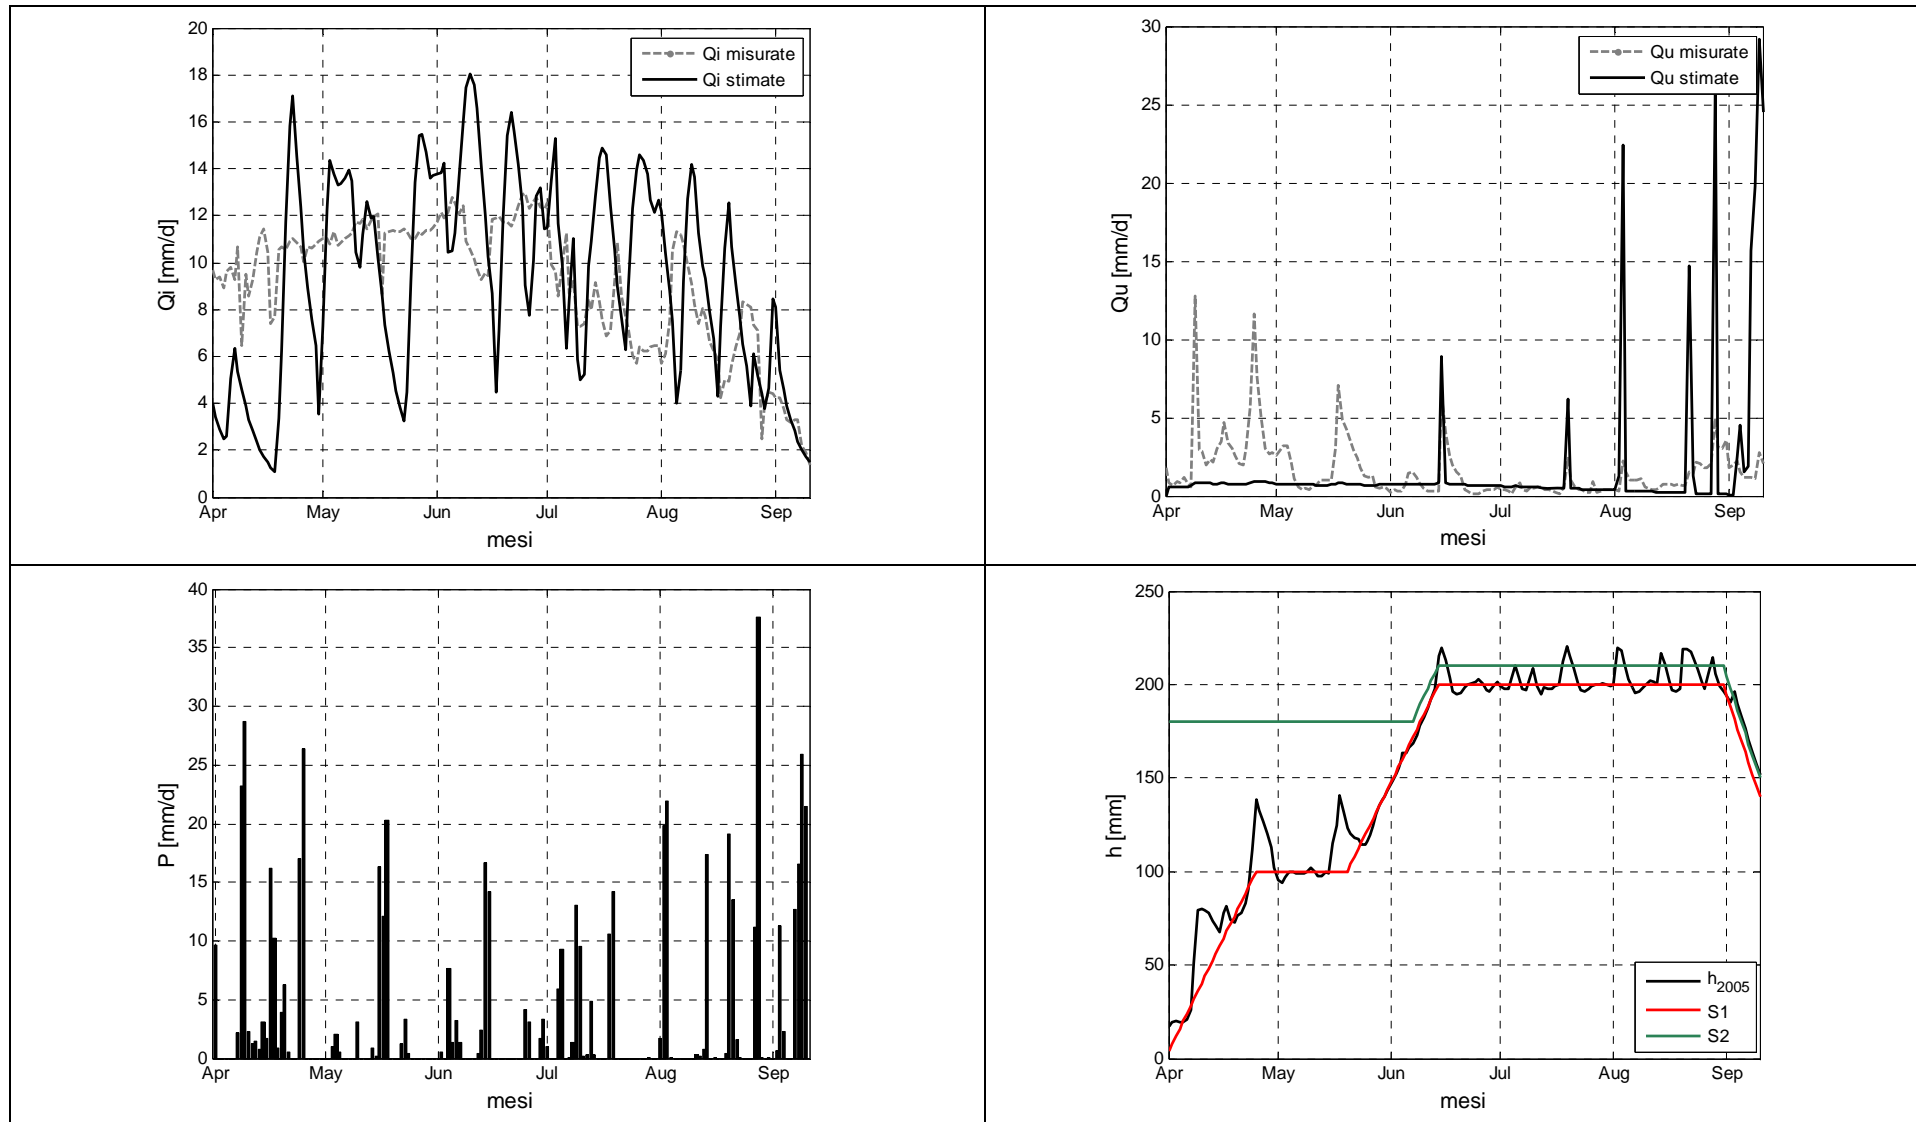 20
18
16
14
12
10
8
6
4
2
0
Qi [mm/d]
Qi misurate
Qi stimate
Apr May Jun Jul Aug Sep
mesi
30
25
20
15
10
5
0
Qu [mm/d]
Qu misurate
Qu stimate
Apr May Jun Jul Aug Sep
mesi
40
35
30
25
20
15
10
5
0
P [mm/d]
Apr May Jun Jul Aug Sep
mesi
250
200
150
100
50
0
h [mm]
h2005
S1
S2
Apr May Jun Jul Aug Sep
mesi